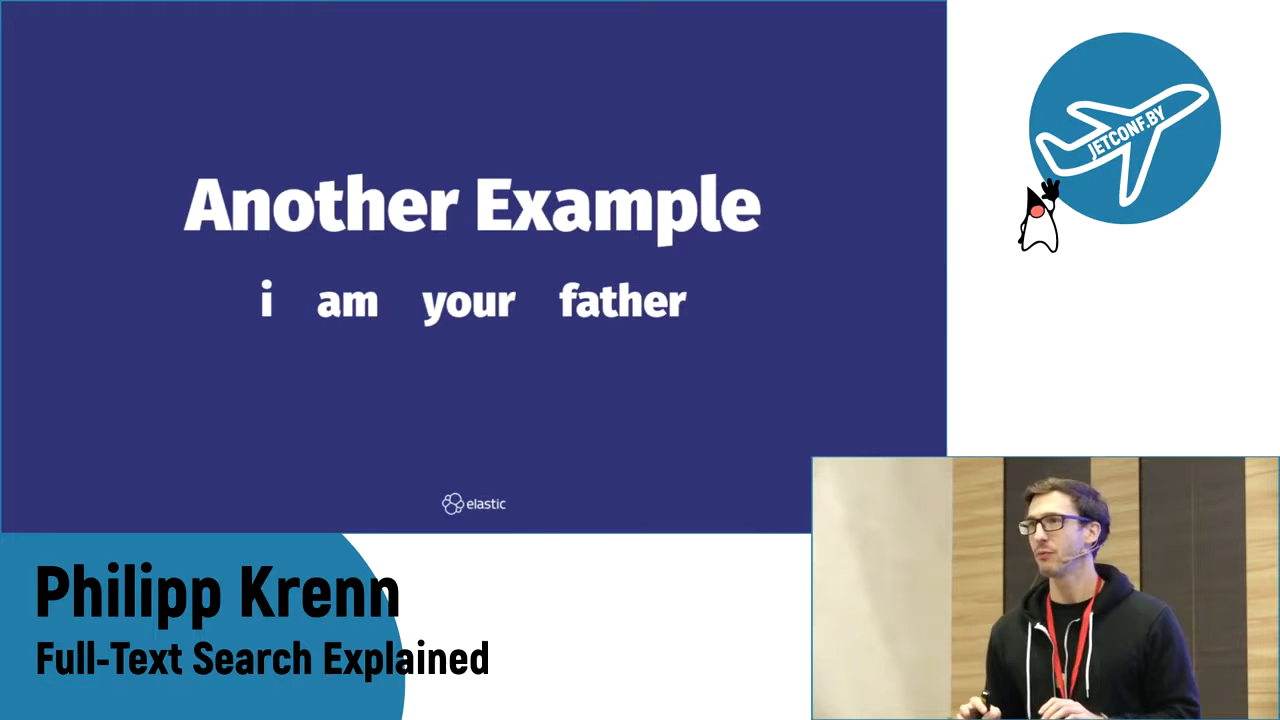 Another Example
i am your father
elastic
JETCONF.BY
Philipp Krenn
Full-Text Search Explained